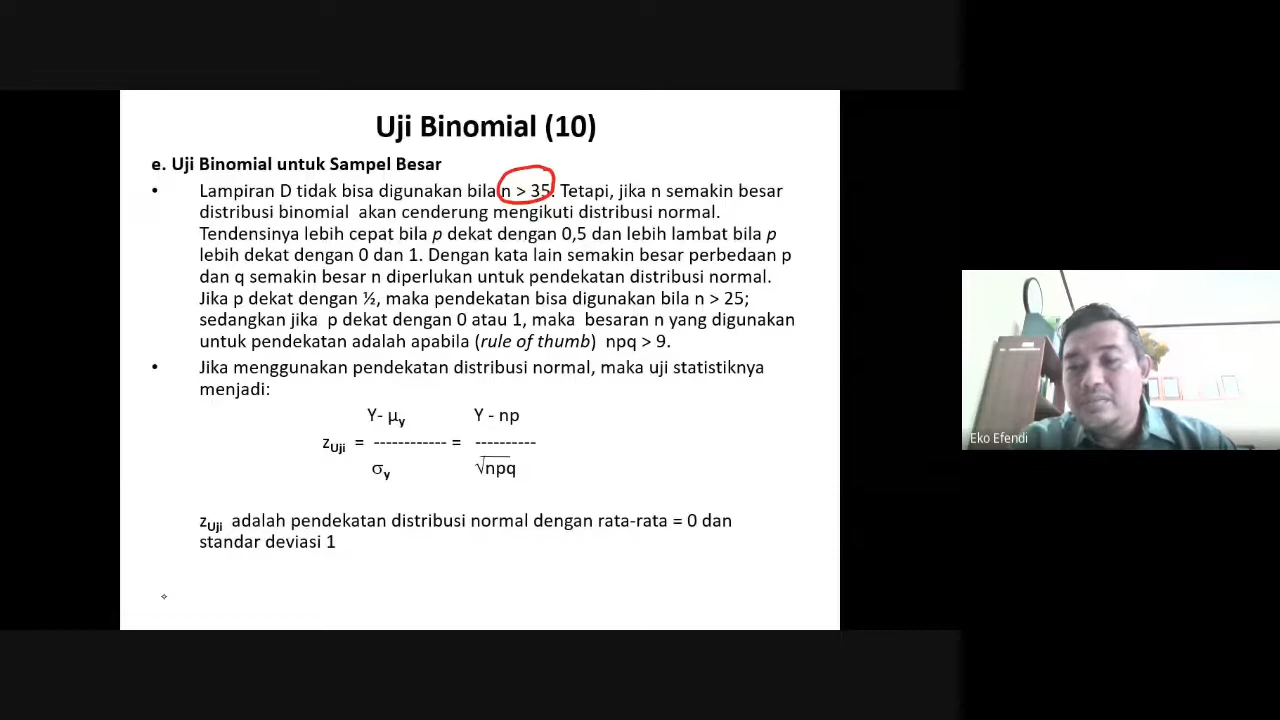 Uji Binomial (10)
e. Uji Binomial untuk Sampel Besar
• Lampiran D tidak bisa digunakan bila n > 35. Tetapi, jika n semakin besar
distribusi binomial akan cenderung mengikuti distribusi normal.
Tendensinya lebih cepat bila p dekat dengan 0,5 dan lebih lambat bila p
lebih dekat dengan 0 dan 1. Dengan kata lain semakin besar perbedaan p
dan q semakin besar n diperlukan untuk pendekatan distribusi normal.
Jika p dekat dengan ½, maka pendekatan bisa digunakan bila n > 25;
sedangkan jika p dekat dengan 0 atau 1, maka besaran n yang digunakan
untuk pendekatan adalah apabila (rule of thumb) npq > 9.
• Jika menggunakan pendekatan distribusi normal, maka uji statistiknya
menjadi:
Y- μy Y - np
zUji = ------------ = ----------
σy √npq
zUji adalah pendekatan distribusi normal dengan rata-rata = 0 dan
standar deviasi 1
Eko Efendi